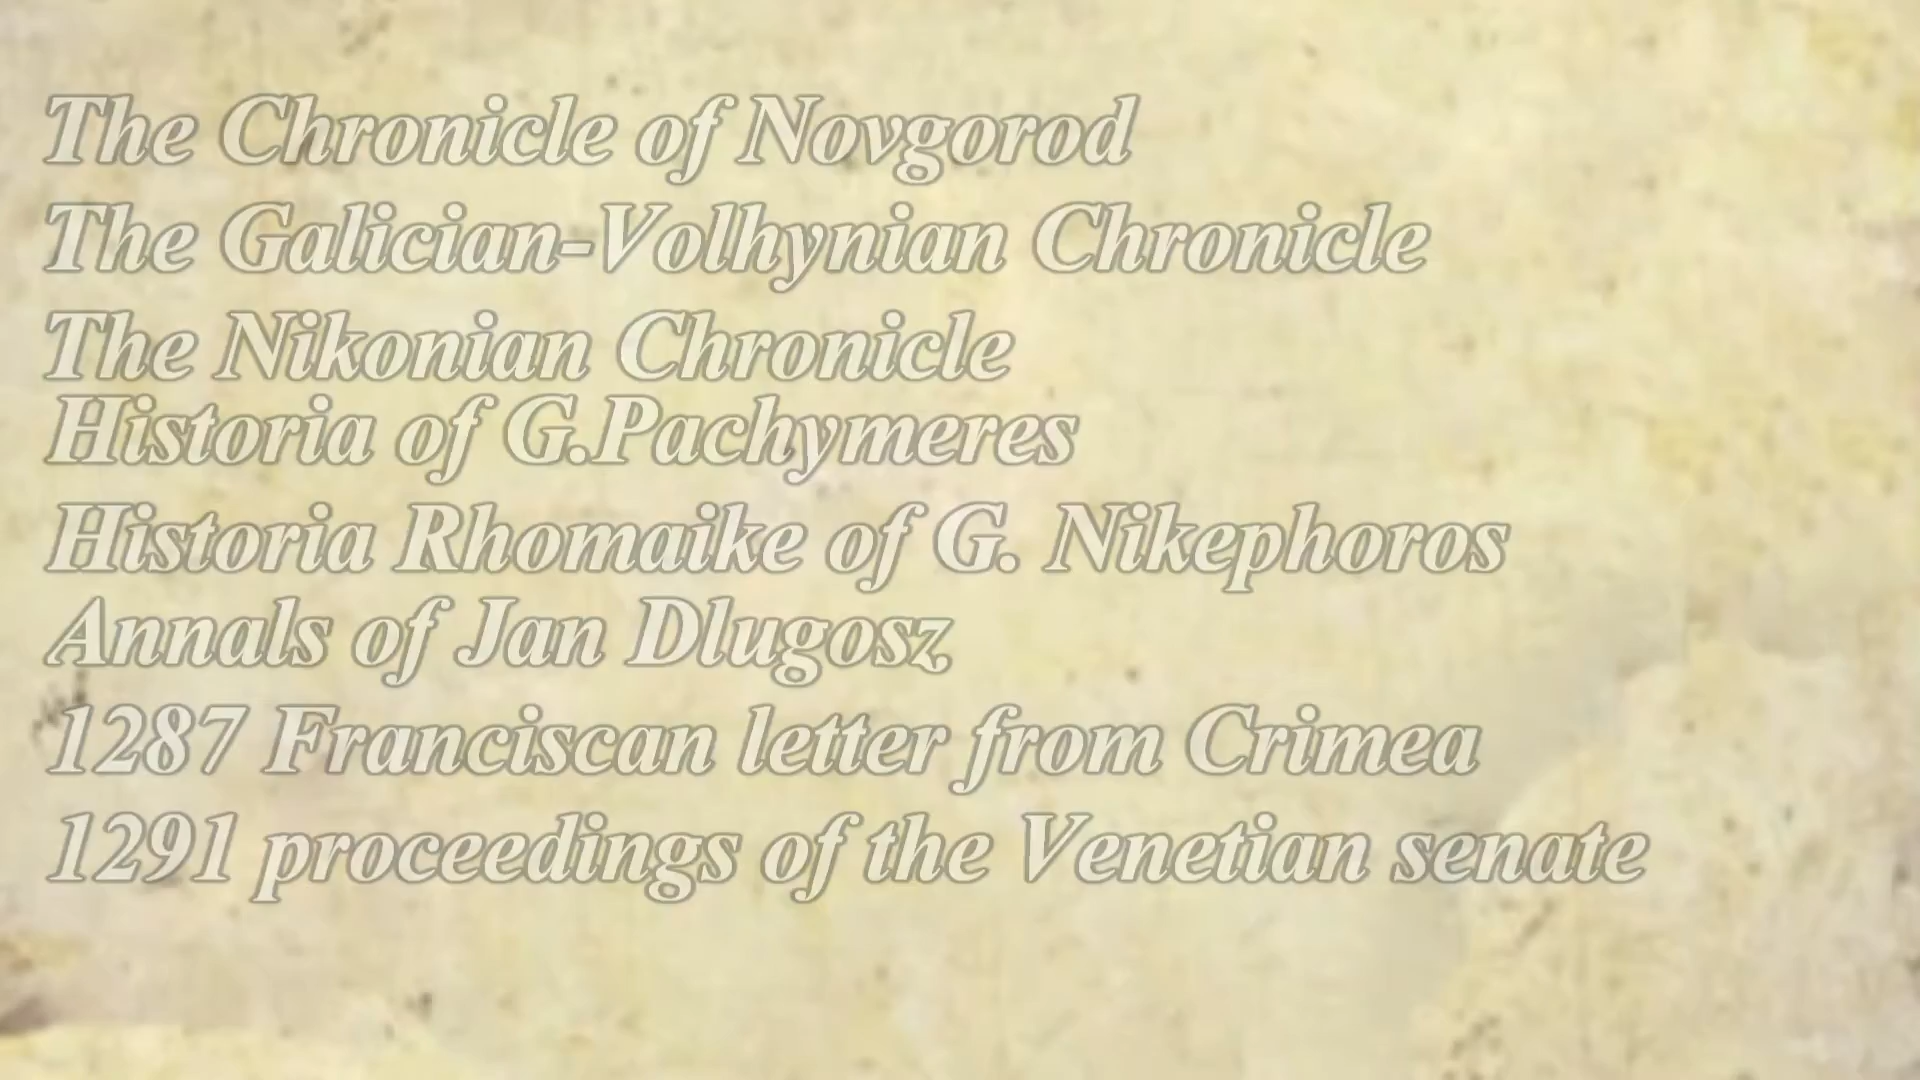 The Chronicle of Novgorod
The Galician-Volhynian Chronicle
The Nikonian Chronicle
Historia of G.Pachymeres
Historia Rhomaike of G. Nikephoros
Annals of Jan Dlugosz
1287 Franciscan letter from Crimea
1291 proceedings of the Venetian senate